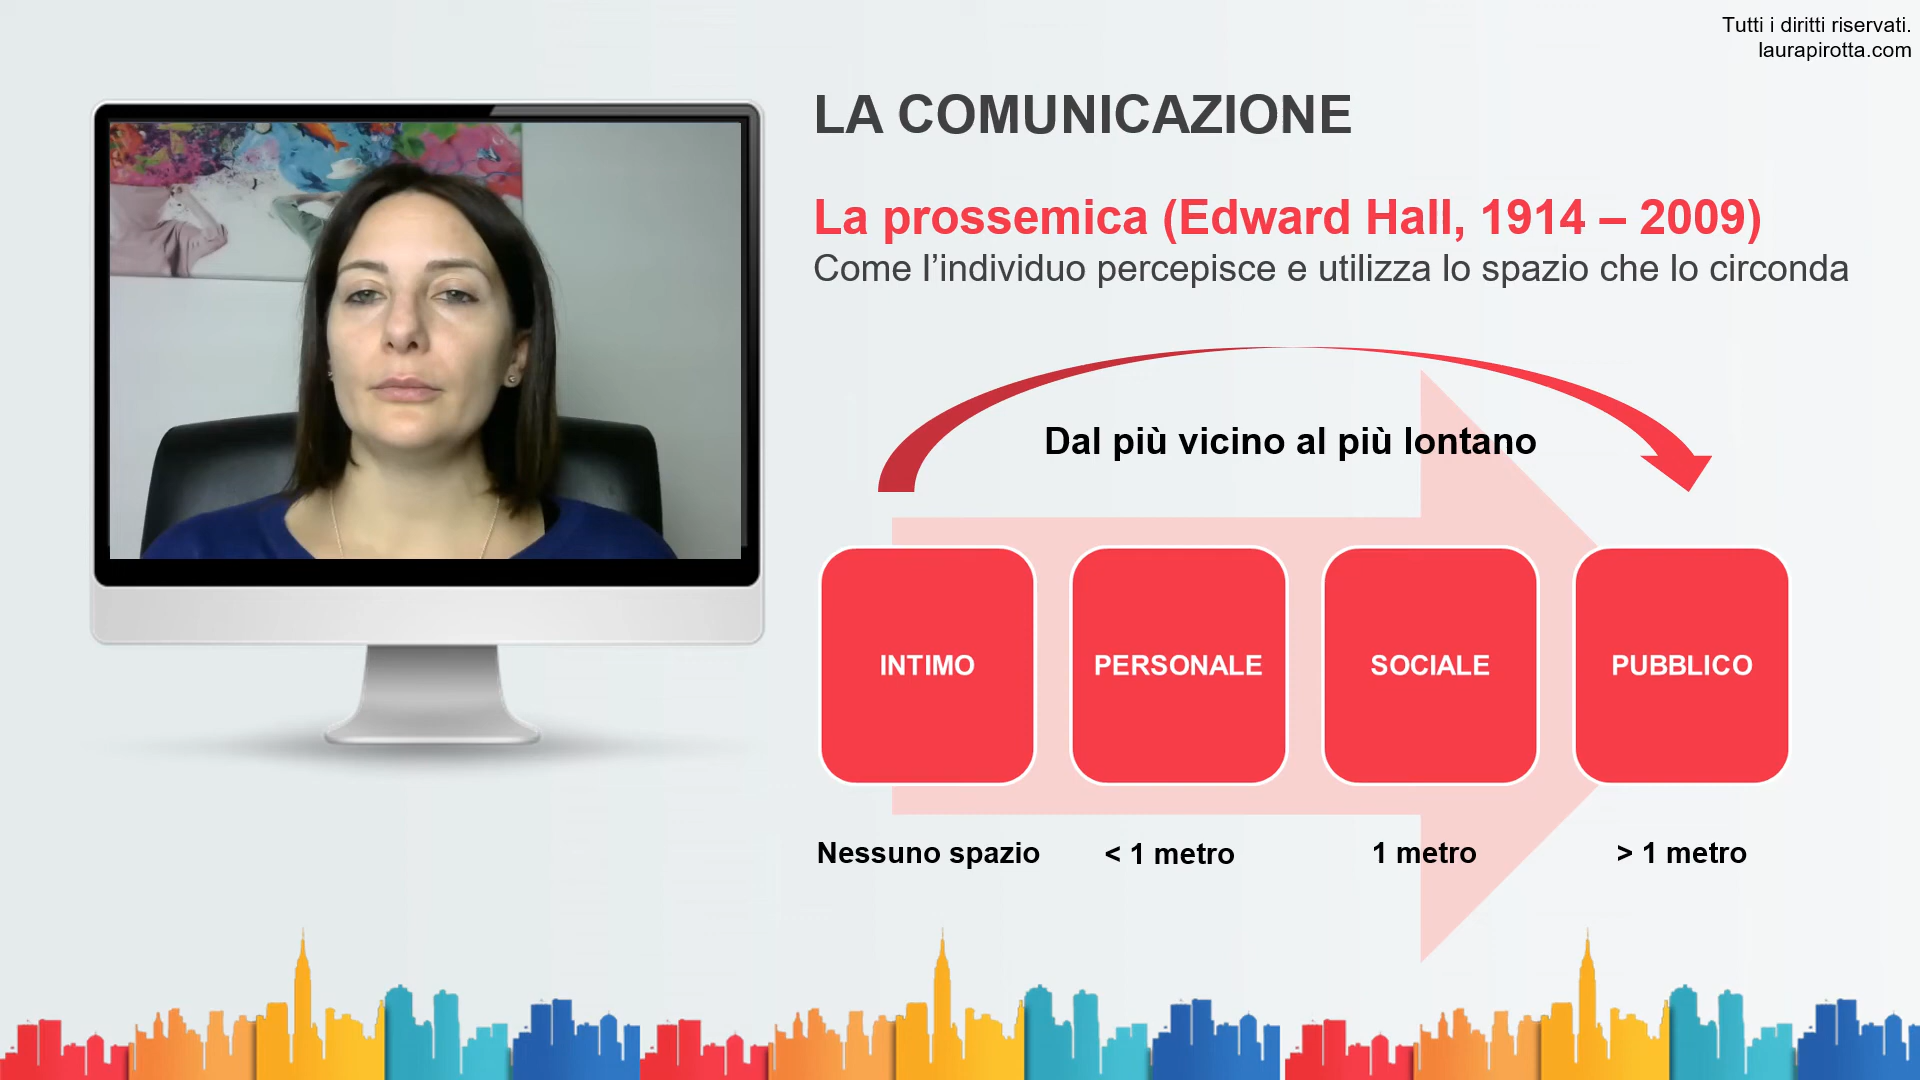 Tutti i diritti riservati.
laurapirotta.com
LA COMUNICAZIONE
La prossemica (Edward Hall, 1914 – 2009)
Come l’individuo percepisce e utilizza lo spazio che lo circonda
Dal più vicino al più lontano
INTIMO
PERSONALE
SOCIALE
PUBBLICO
Nessuno spazio
< 1 metro
1 metro
> 1 metro